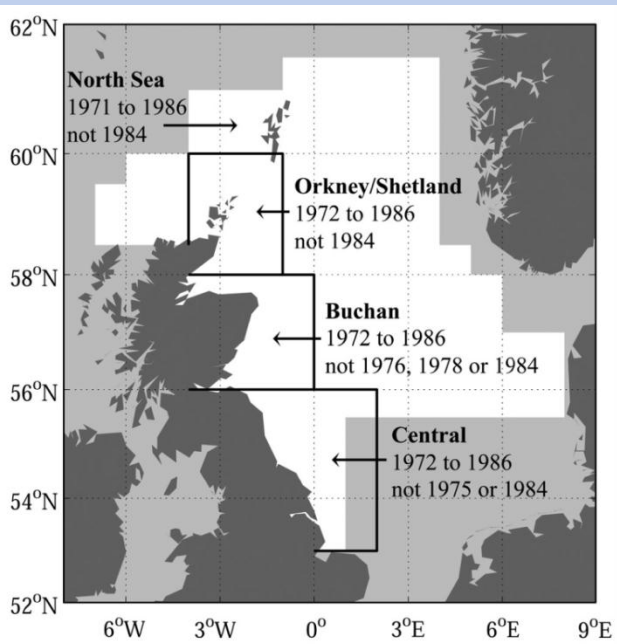 62°N
North Sea
1971 to 1986
not 1984
60°N
Orkney/Shetland
1972 to 1986
not 1984
58°N
Buchan
1972 to 1986
not 1976, 1978 or 1984
56°N
Central
1972 to 1986
not 1975 or 1984
54°N
52°N
6°W 3°W 0° 3°E 6°E 9°E